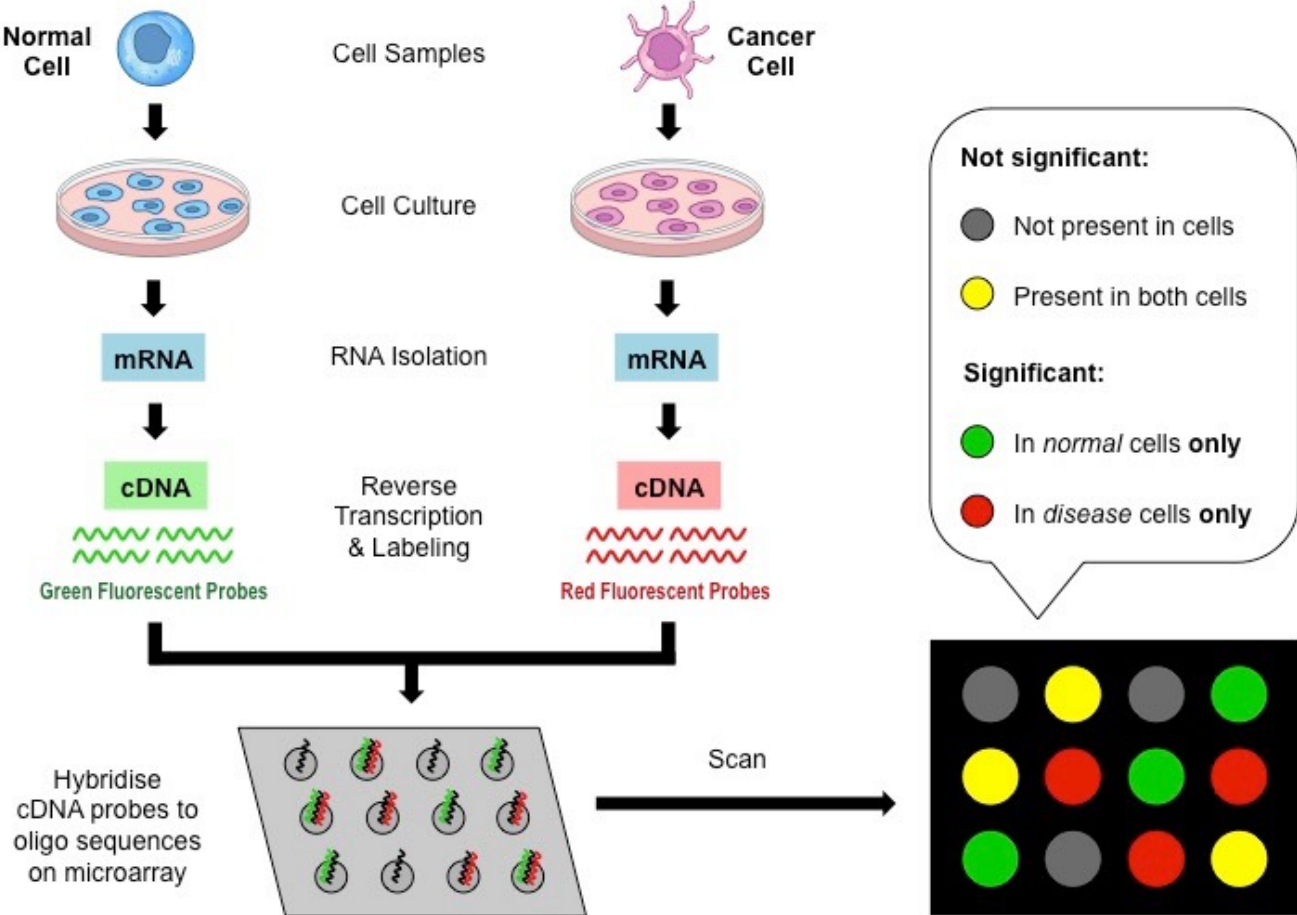 Normal
Cell
Cell Samples
Cancer
Cell
Cell Culture
mRNA
RNA Isolation
mRNA
cDNA
Reverse
Transcription
& Labeling
cDNA
Green Fluorescent Probes
Red Fluorescent Probes
Hybridise
cDNA probes to
oligo sequences
on microarray
Scan
Not significant:
Not present in cells
Present in both cells
Significant:
In normal cells only
In disease cells only